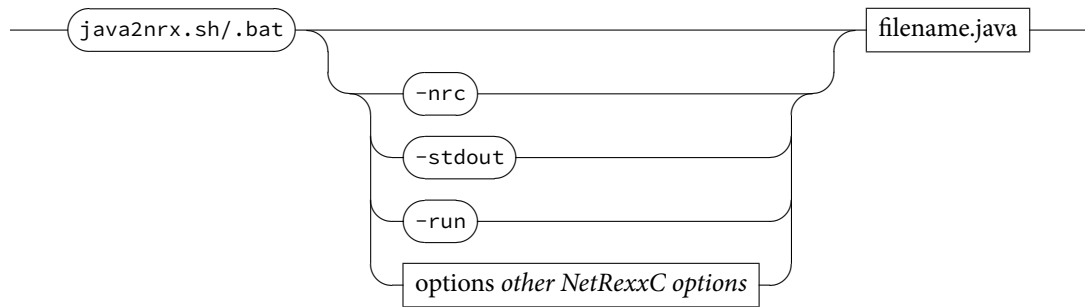 java2nrx.sh/.bat filename.java
-nrc
-stdout
-run
options other NetRexxC options